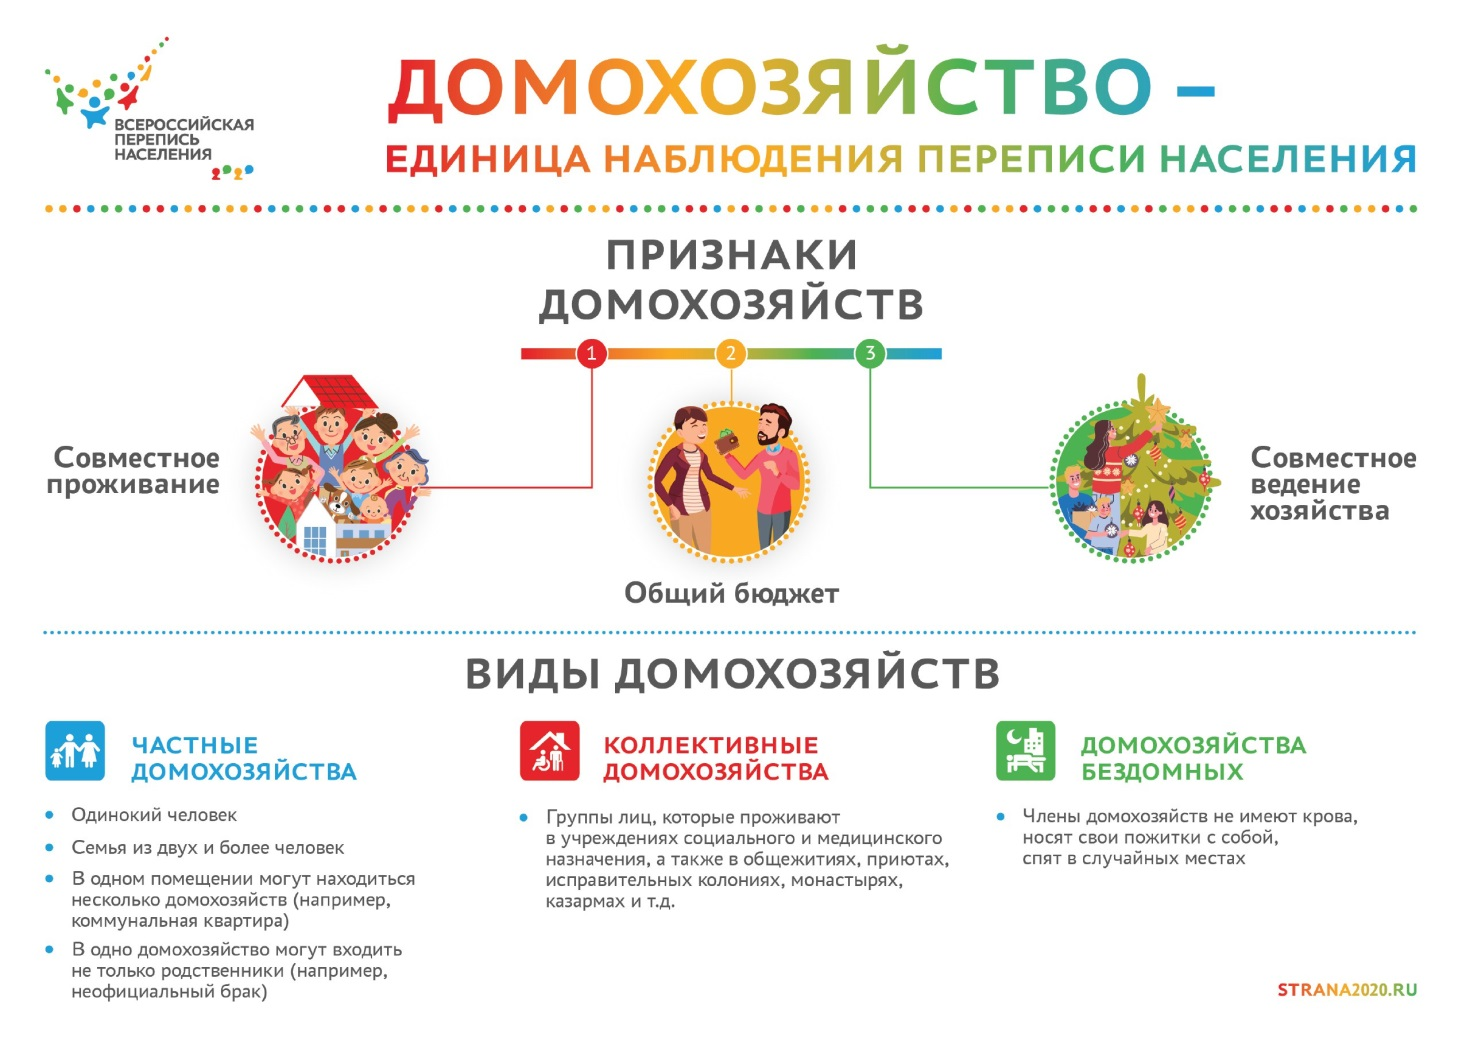 ВСЕРОССИЙСКАЯ
ПЕРЕПИСЬ
НАСЕЛЕНИЯ
2020
ДОМОХОЗЯЙСТВО –
ЕДИНИЦА НАБЛЮДЕНИЯ ПЕРЕПИСИ НАСЕЛЕНИЯ
ПРИЗНАКИ
ДОМОХОЗЯЙСТВ
1 2 3
Совместное
проживание
Общий бюджет
Совместное
ведение
хозяйства
ВИДЫ ДОМОХОЗЯЙСТВ
ЧАСТНЫЕ
ДОМОХОЗЯЙСТВА
• Одинокий человек
• Семья из двух и более человек
• В одном помещении могут находиться
несколько домохозяйств (например,
коммунальная квартира)
• В одно домохозяйство могут входить
не только родственники (например,
неофициальный брак)
КОЛЛЕКТИВНЫЕ
ДОМОХОЗЯЙСТВА
• Группы лиц, которые проживают
в учреждениях социального и медицинского
назначения, а также в общежитиях, приютах,
исправительных колониях, монастырях,
казармах и т.д.
ДОМОХОЗЯЙСТВА
БЕЗДОМНЫХ
• Члены домохозяйств не имеют крова,
носят свои пожитки с собой,
спят в случайных местах
STRANA2020.RU